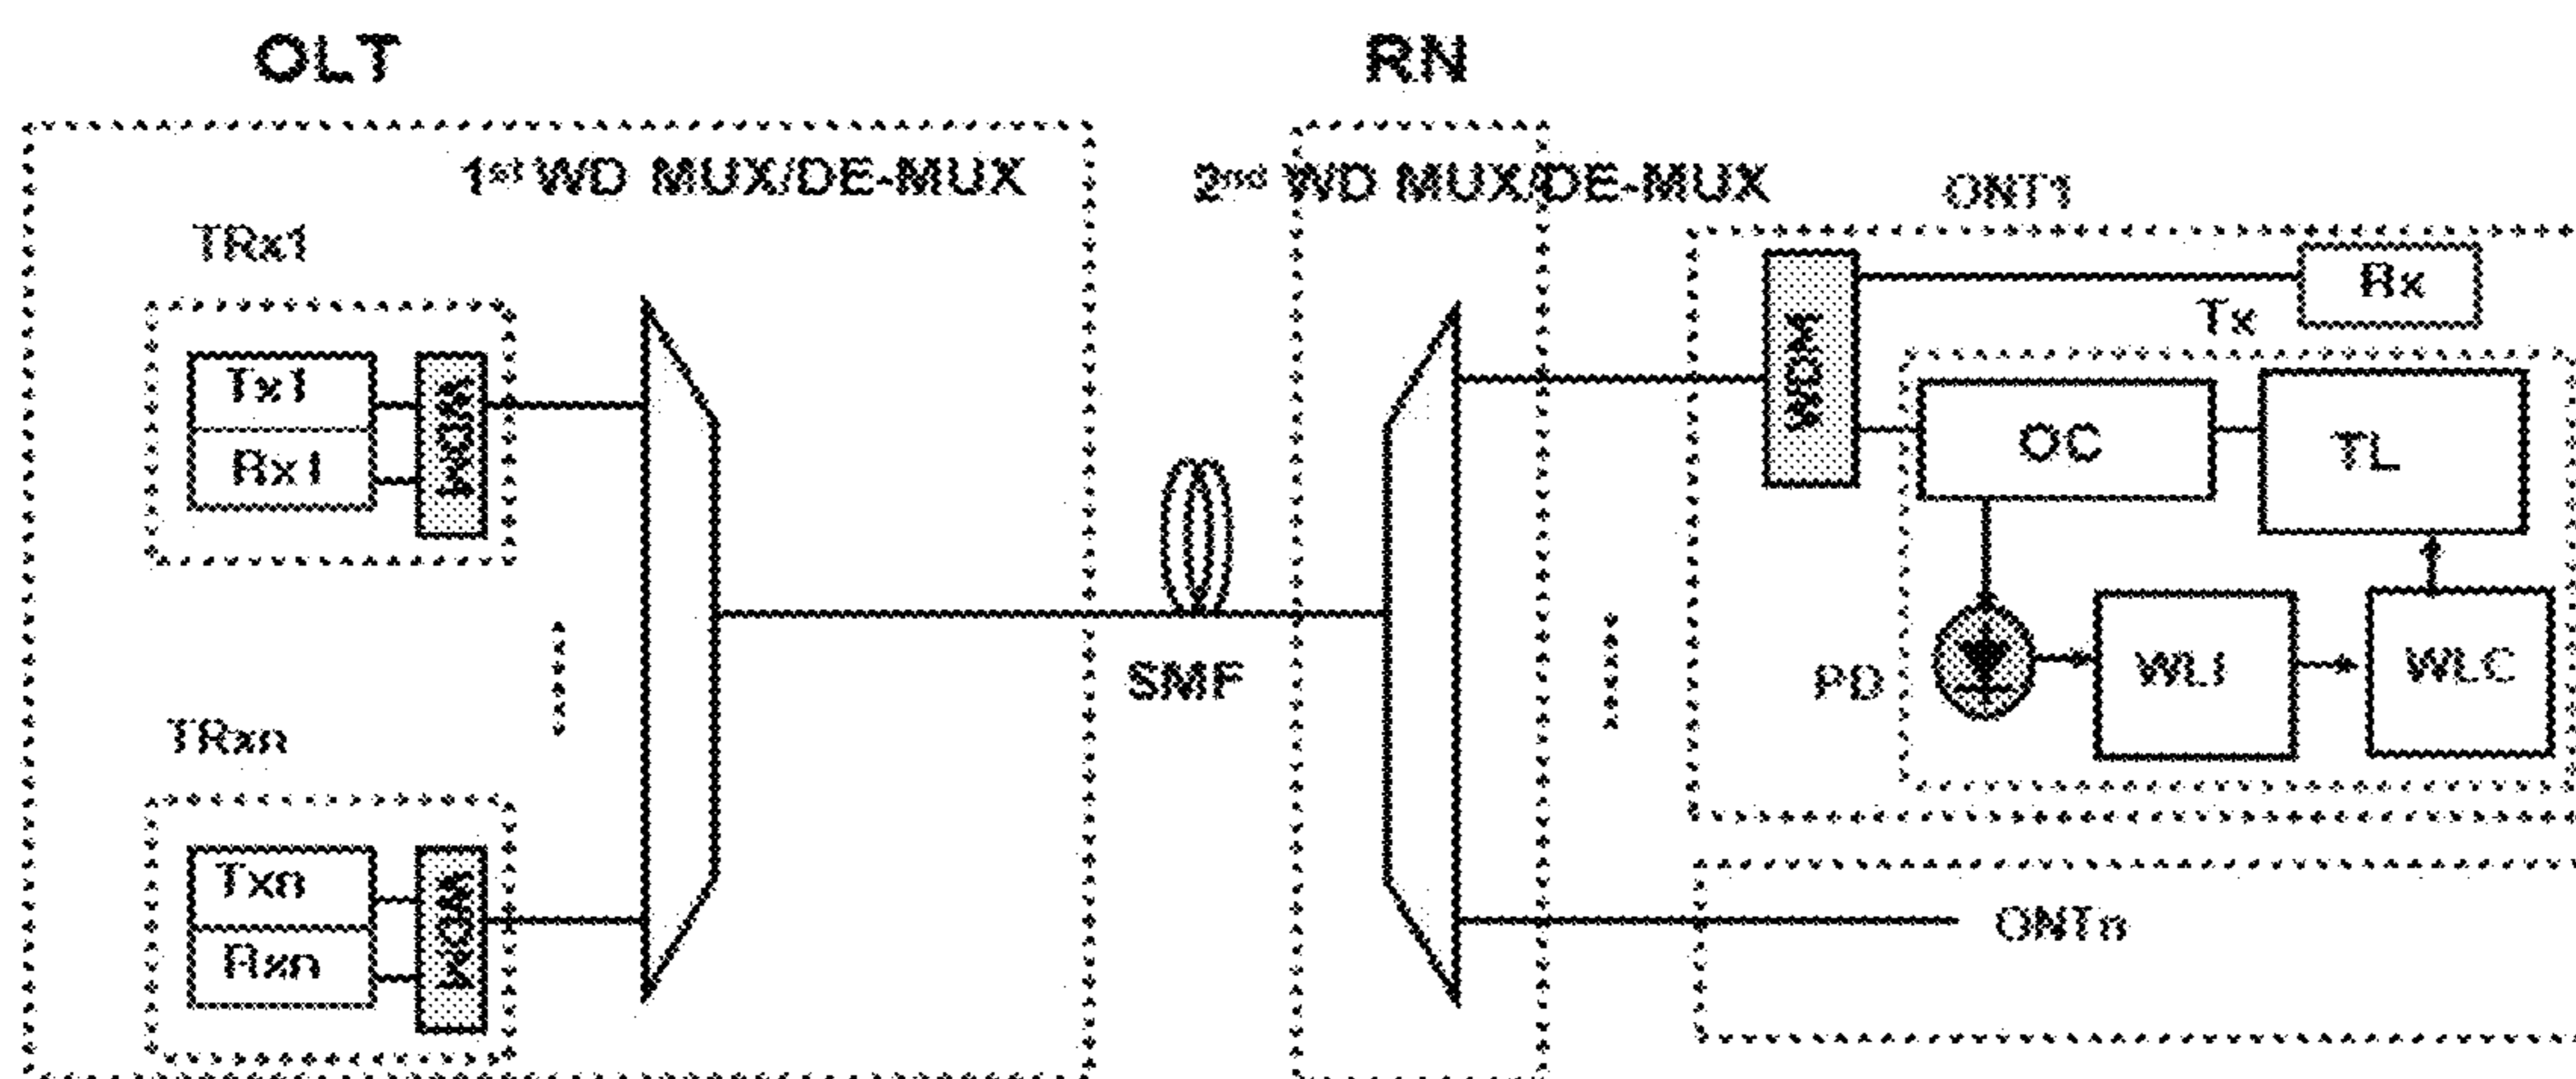 OLT
RN
1st WD MUX/DE-MUX
2nd WD MUX/DE-MUX
ONT1
TRx1
Rx
Tx
Tx1
WDM
Rx1
WDM
OC
TL
PD
WLI
WLC
SMF
TRxn
Txn
WDM
Rxn
ONTn